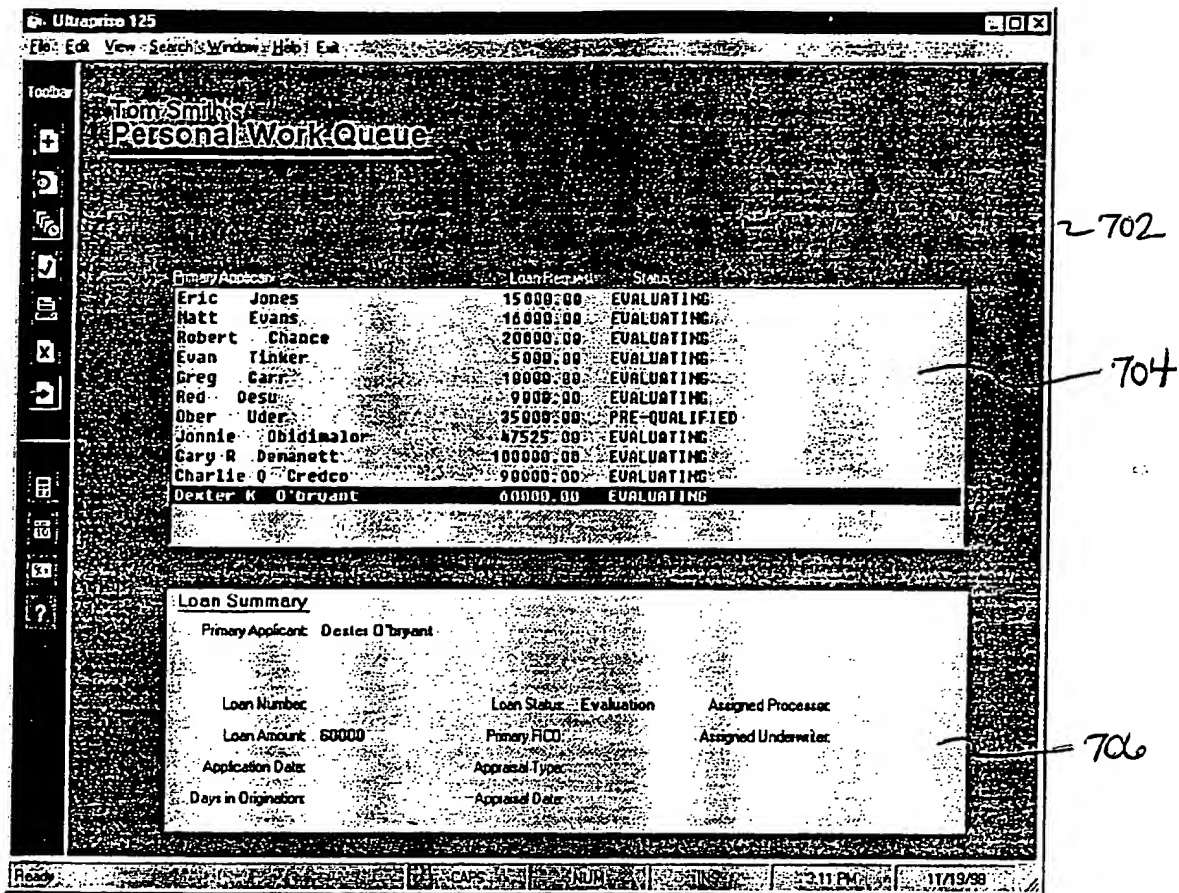 Ultraprise 125
File Edit View Search Window Help Exit
Toolbar
Tom Smith's
Personal Work Queue
702
Primary Applicant Loan Request Status
Eric Jones 15000.00 EVALUATING
Matt Evans 16000.00 EVALUATING
Robert Chance 20000.00 EVALUATING
Evan Tinker 5000.00 EVALUATING
704
Greg Carr 10000.00 EVALUATING
Red Desu 9000.00 EVALUATING
Ober Uder 35000.00 PRE-QUALIFIED
Jonnie Obidimalor 47525.00 EVALUATING
Gary R Demanett 100000.00 EVALUATING
Charlie Q Credco 90000.00 EVALUATING
Dexter K O'bryant 60000.00 EVALUATING
?
Loan Summary
Primary Applicant: Dexter O'bryant
Loan Number: Loan Status: Evaluation Assigned Processor:
Loan Amount: 60000 Primary FICO: Assigned Underwriter:
706
Application Date: Appraisal Type:
Days in Origination: Appraisal Date:
Ready CAPS NUM INS 3:11 PM 11/13/98